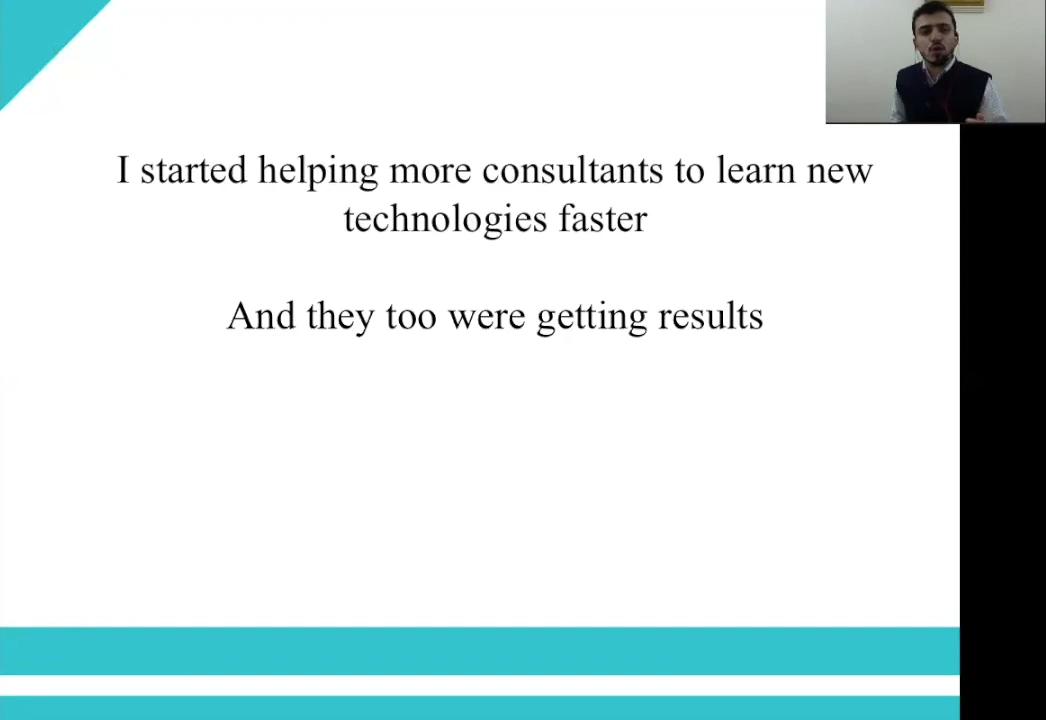 I started helping more consultants to learn new
technologies faster
And they too were getting results